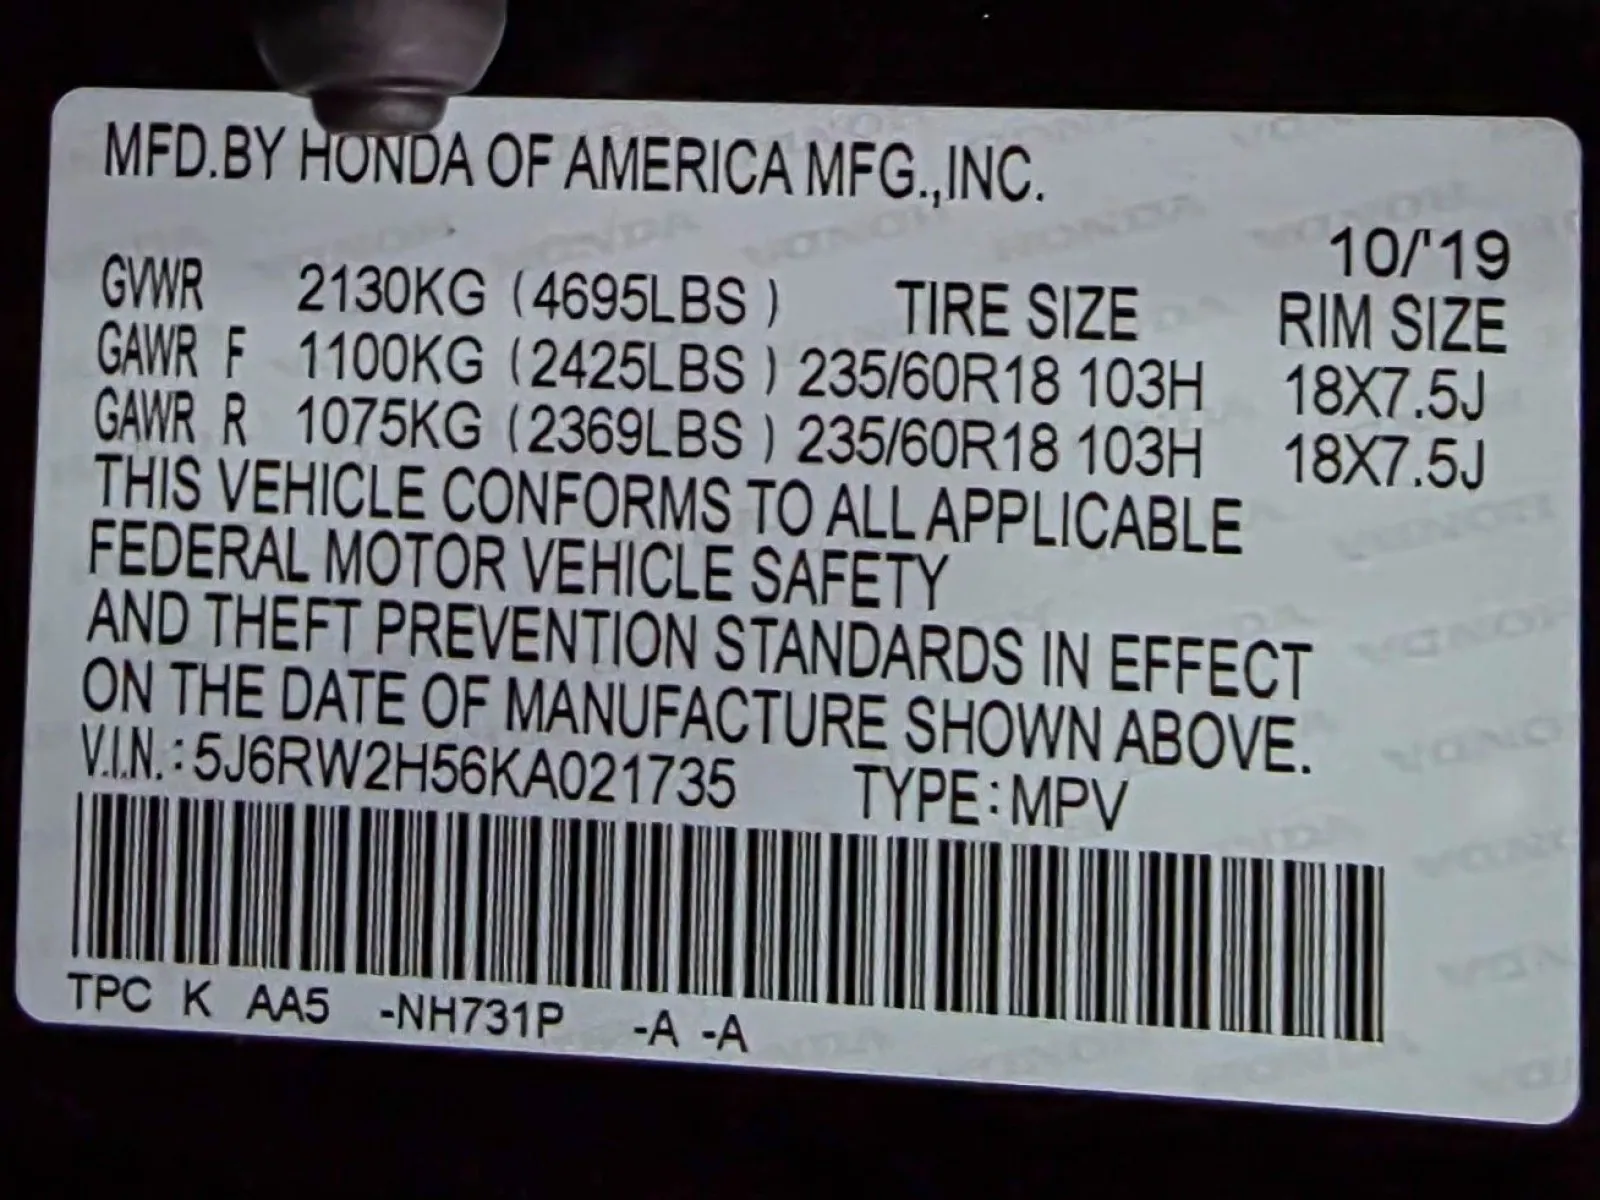 MFD.BY HONDA OF AMERICA MFG.,INC.
10/'19
GVWR 2130KG (4695LBS) TIRE SIZE RIM SIZE
GAWR F 1100KG (2425LBS) 235/60R18 103H 18X7.5J
GAWR R 1075KG (2369LBS) 235/60R18 103H 18X7.5J
THIS VEHICLE CONFORMS TO ALL APPLICABLE
FEDERAL MOTOR VEHICLE SAFETY
AND THEFT PREVENTION STANDARDS IN EFFECT
ON THE DATE OF MANUFACTURE SHOWN ABOVE.
V.I.N.: 5J6RW2H56KA021735 TYPE: MPV
TPC K AA5 -NH731P -A -A